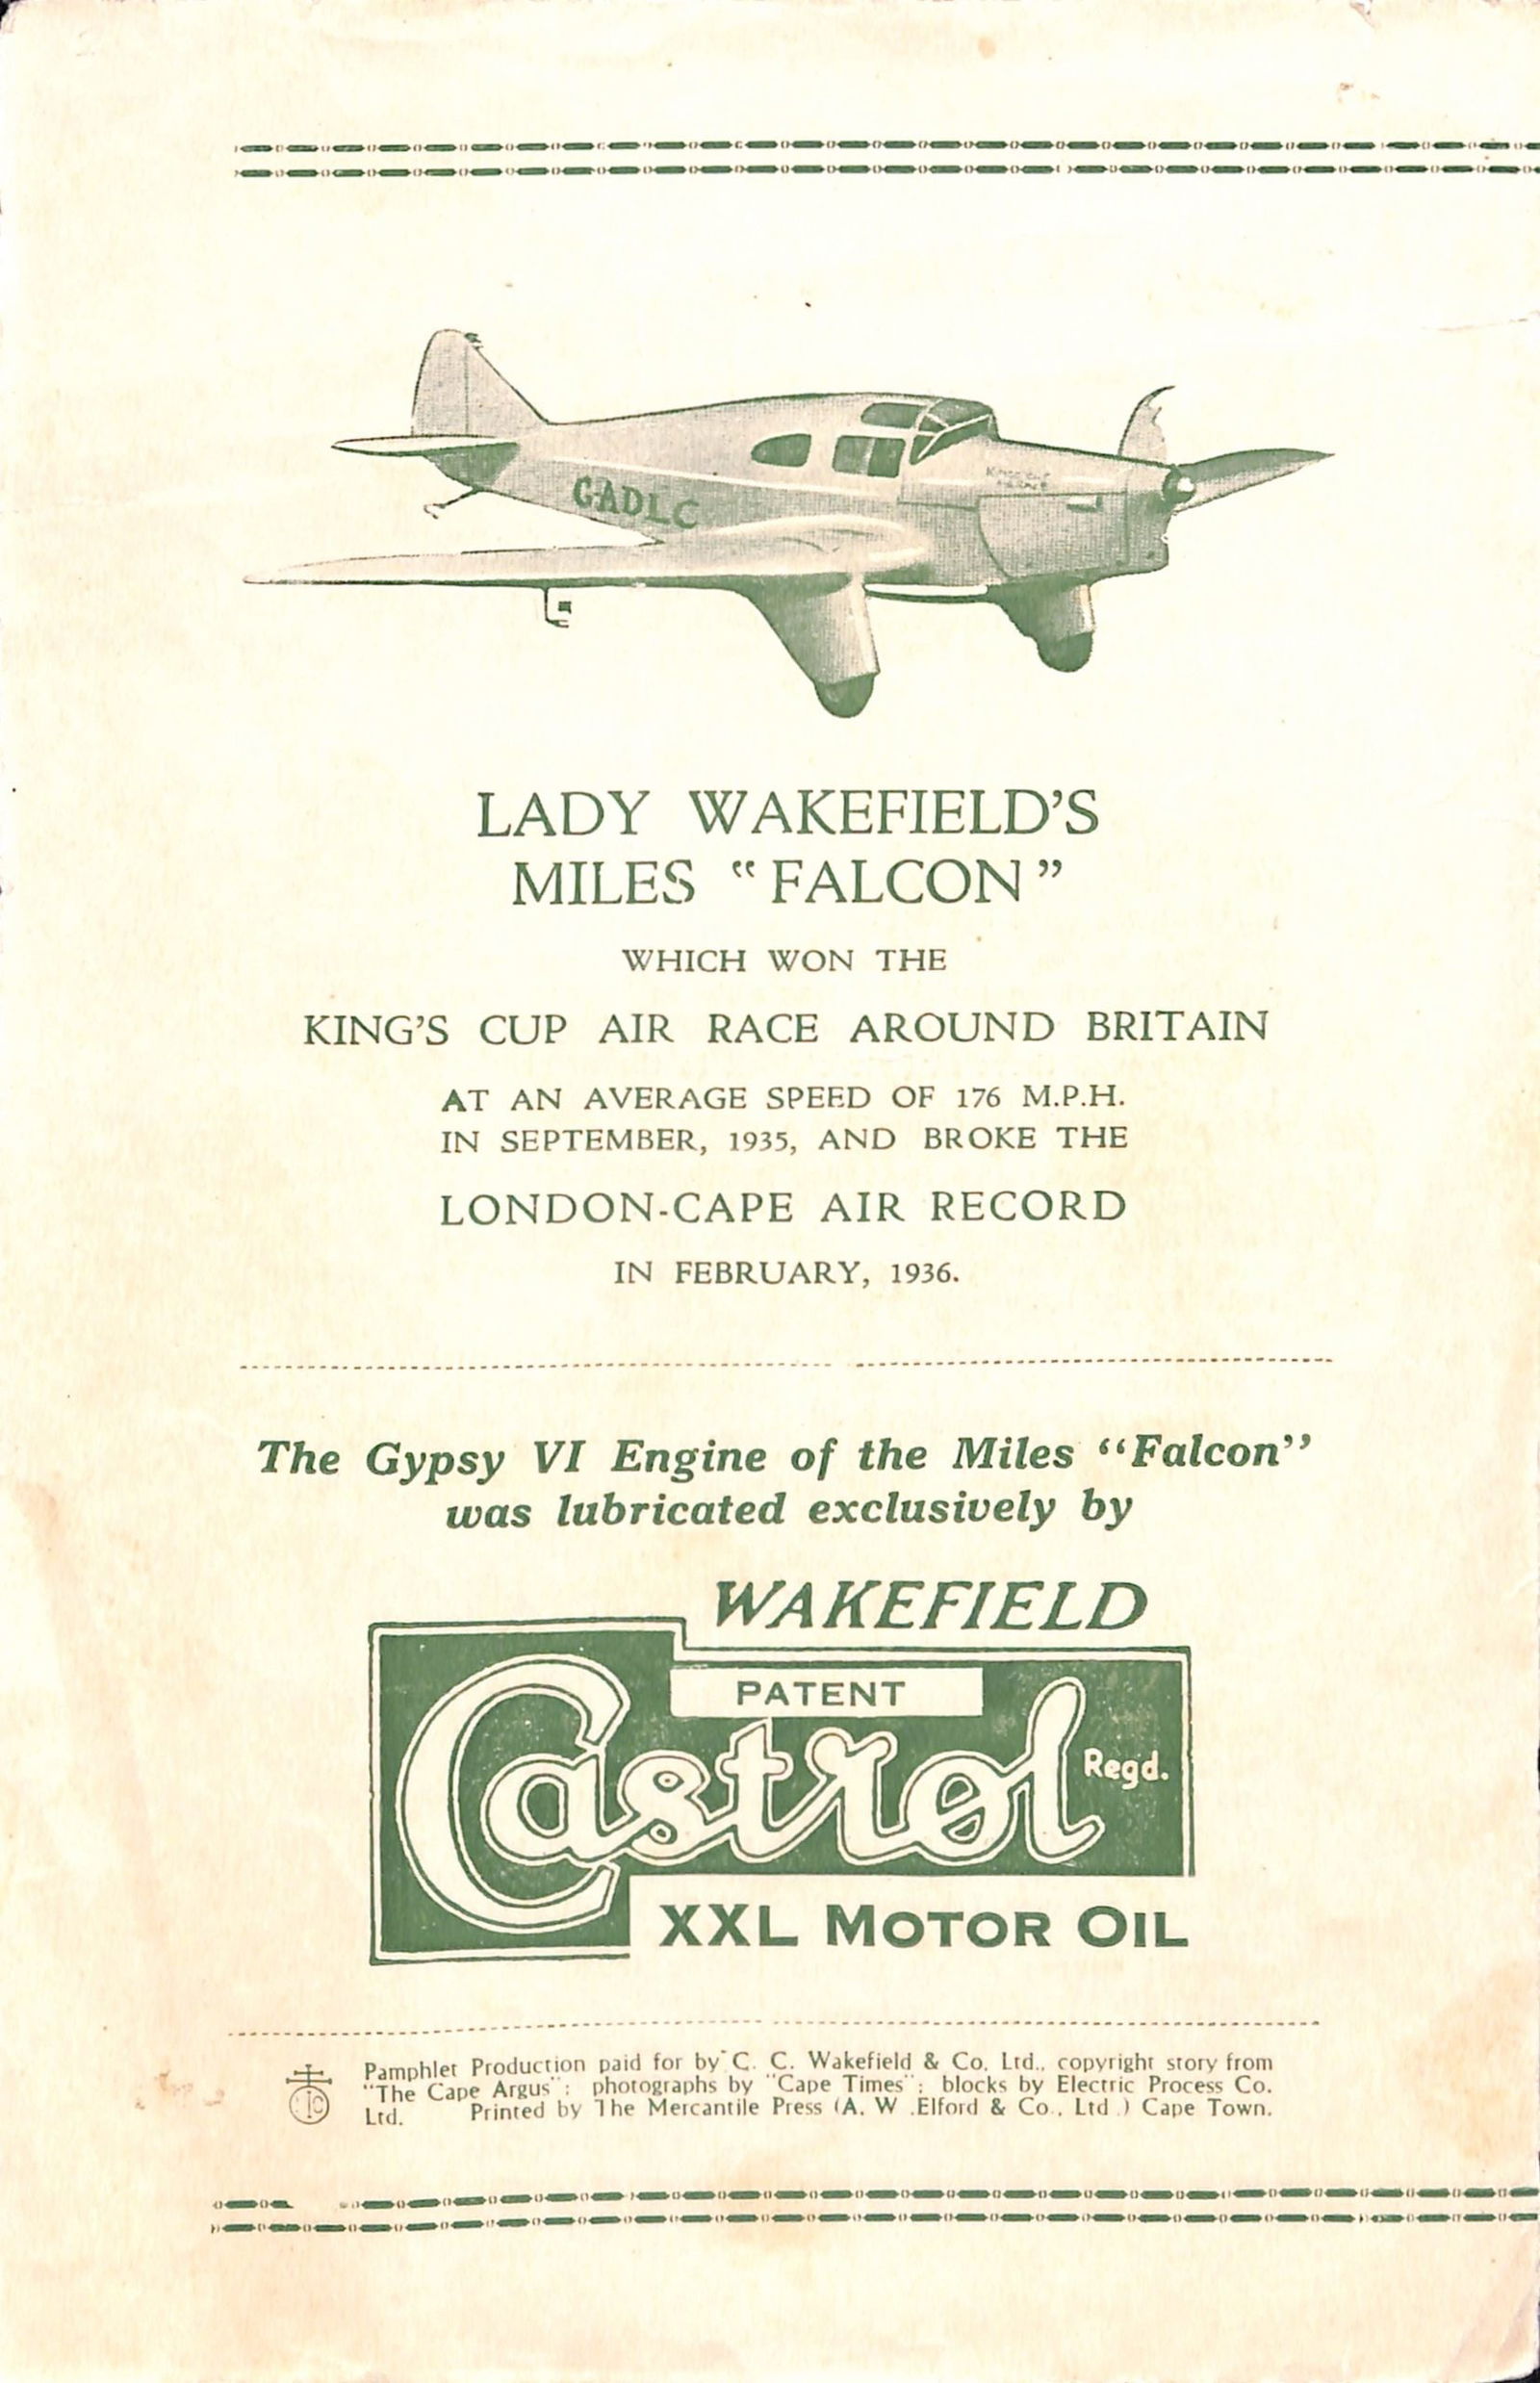 G-ADLC
LADY WAKEFIELD'S
MILES "FALCON"
WHICH WON THE
KING'S CUP AIR RACE AROUND BRITAIN
AT AN AVERAGE SPEED OF 176 M.P.H.
IN SEPTEMBER, 1935, AND BROKE THE
LONDON-CAPE AIR RECORD
IN FEBRUARY, 1936.
The Gypsy VI Engine of the Miles "Falcon"
was lubricated exclusively by
WAKEFIELD
PATENT
Castrol Regd.
XXL MOTOR OIL
Pamphlet Production paid for by C. C. Wakefield & Co. Ltd., copyright story from
"The Cape Argus"; photographs by "Cape Times"; blocks by Electric Process Co.
Ltd. Printed by The Mercantile Press (A. W .Elford & Co., Ltd.) Cape Town.